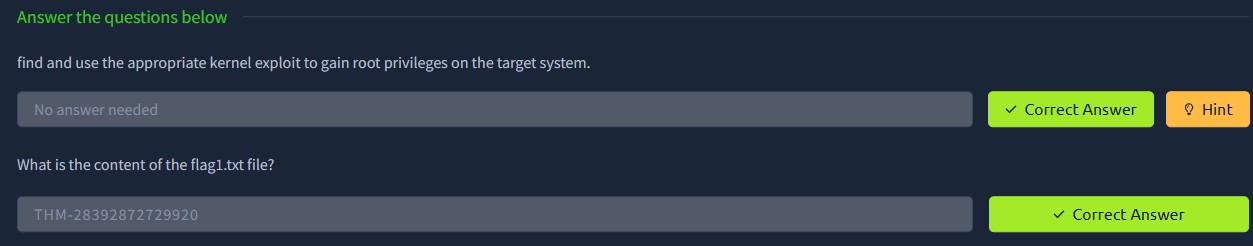 Answer the questions below
find and use the appropriate kernel exploit to gain root privileges on the target system.
No answer needed
Correct Answer
Hint
What is the content of the flag1.txt file?
THM-28392872729920
Correct Answer